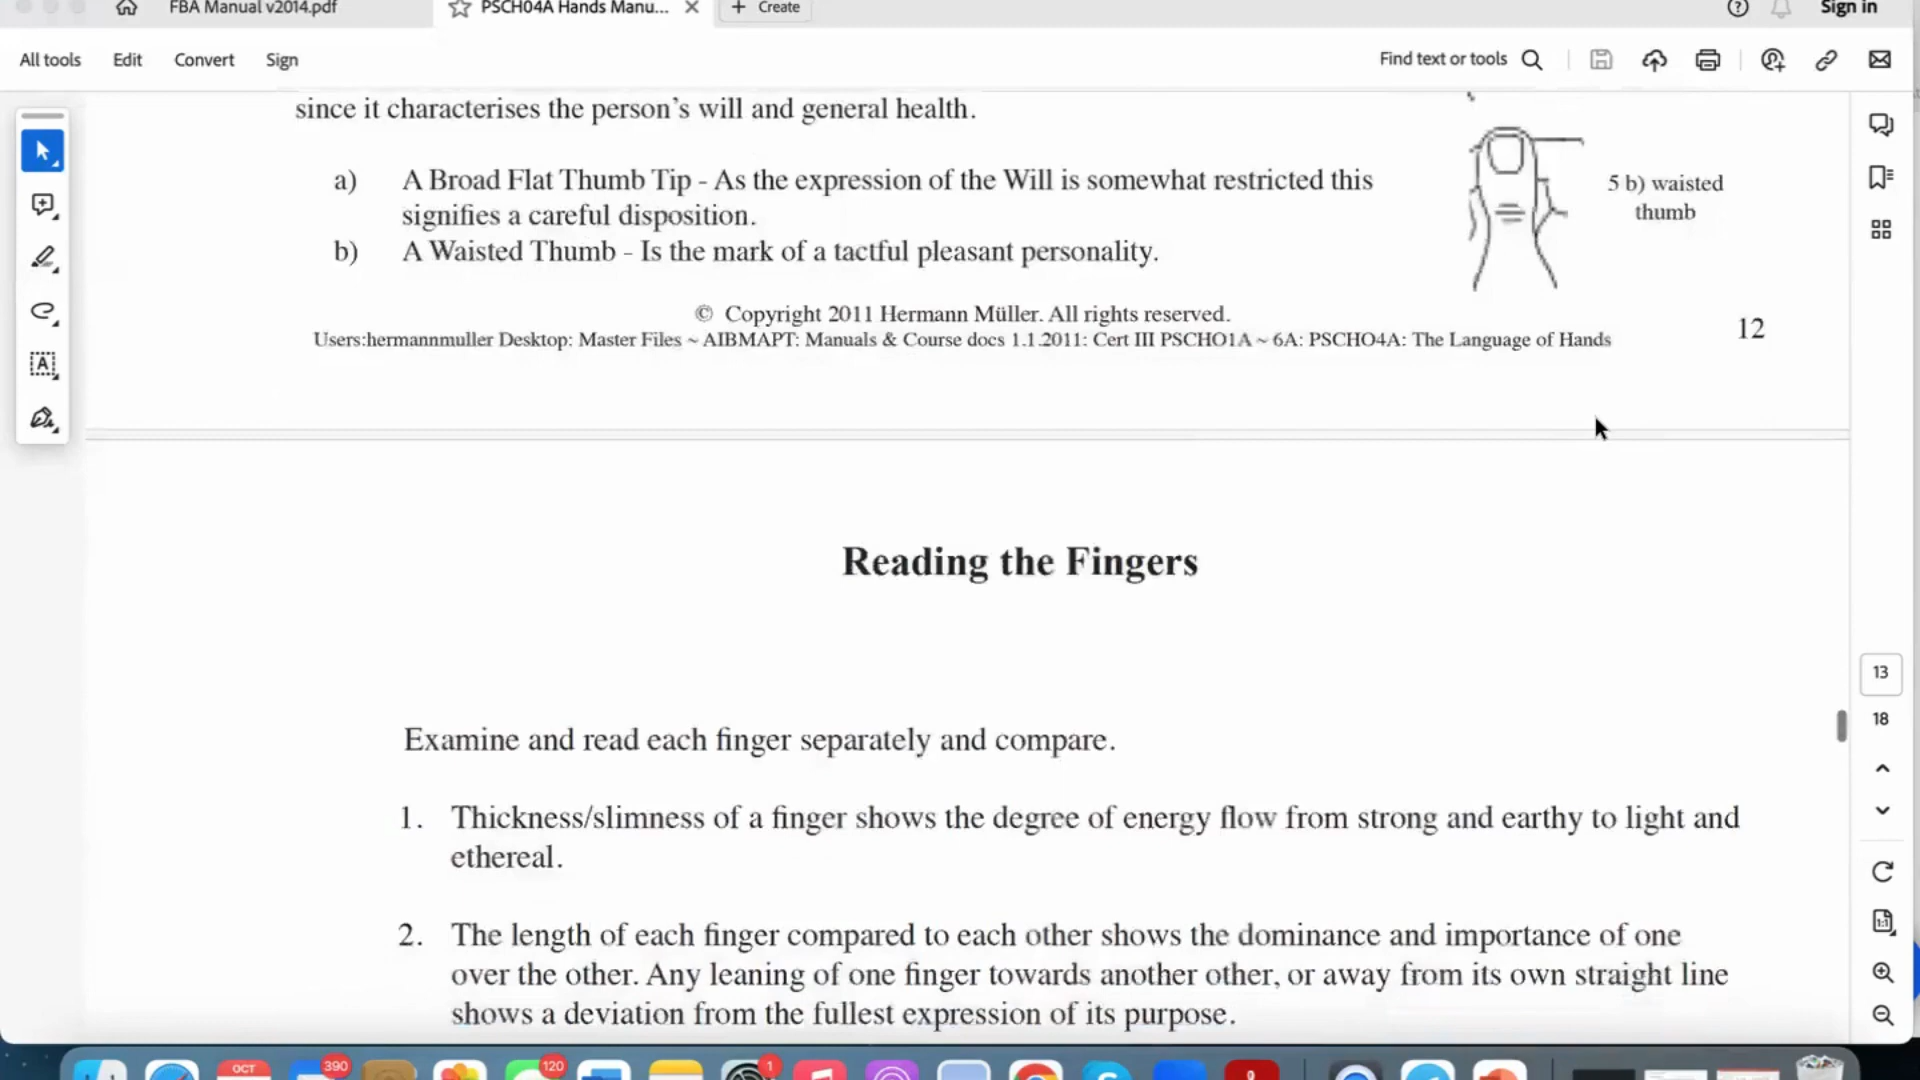 FBA Manual v2014.pdf
PSCH04A Hands Manu...
+ Create
Sign in
All tools
Edit
Convert
Sign
Find text or tools
since it characterises the person's will and general health.
a) A Broad Flat Thumb Tip - As the expression of the Will is somewhat restricted this
signifies a careful disposition.
b) A Waisted Thumb - Is the mark of a tactful pleasant personality.
5 b) waisted
thumb
© Copyright 2011 Hermann Müller. All rights reserved.
Users:hermannmuller Desktop: Master Files ~ AIBMAPT: Manuals & Course docs 1.1.2011: Cert III PSCHO1A ~ 6A: PSCHO4A: The Language of Hands
12
Reading the Fingers
Examine and read each finger separately and compare.
1. Thickness/slimness of a finger shows the degree of energy flow from strong and earthy to light and
ethereal.
2. The length of each finger compared to each other shows the dominance and importance of one
over the other. Any leaning of one finger towards another other, or away from its own straight line
shows a deviation from the fullest expression of its purpose.
13
18
1:1
OCT
390
120
1